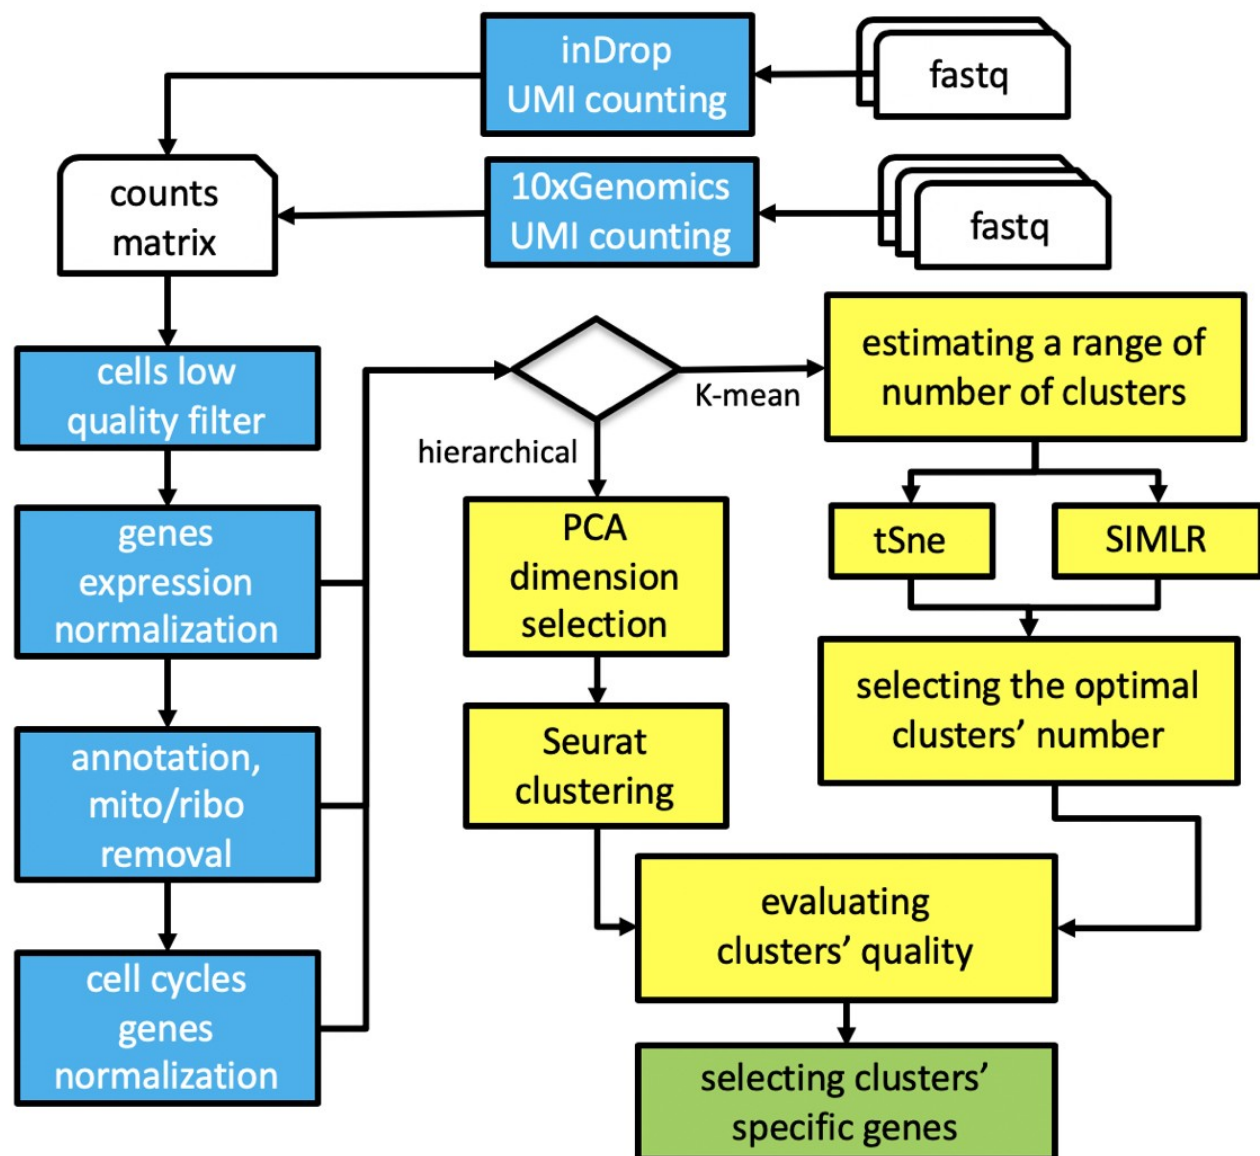 inDrop
UMI counting
fastq
counts
matrix
10xGenomics
UMI counting
fastq
cells low
quality filter
genes
expression
normalization
annotation,
mito/ribo
removal
cell cycles
genes
normalization
K-mean
hierarchical
estimating a range of
number of clusters
tSne
SIMLR
selecting the optimal
clusters’ number
PCA
dimension
selection
Seurat
clustering
evaluating
clusters’ quality
selecting clusters’
specific genes